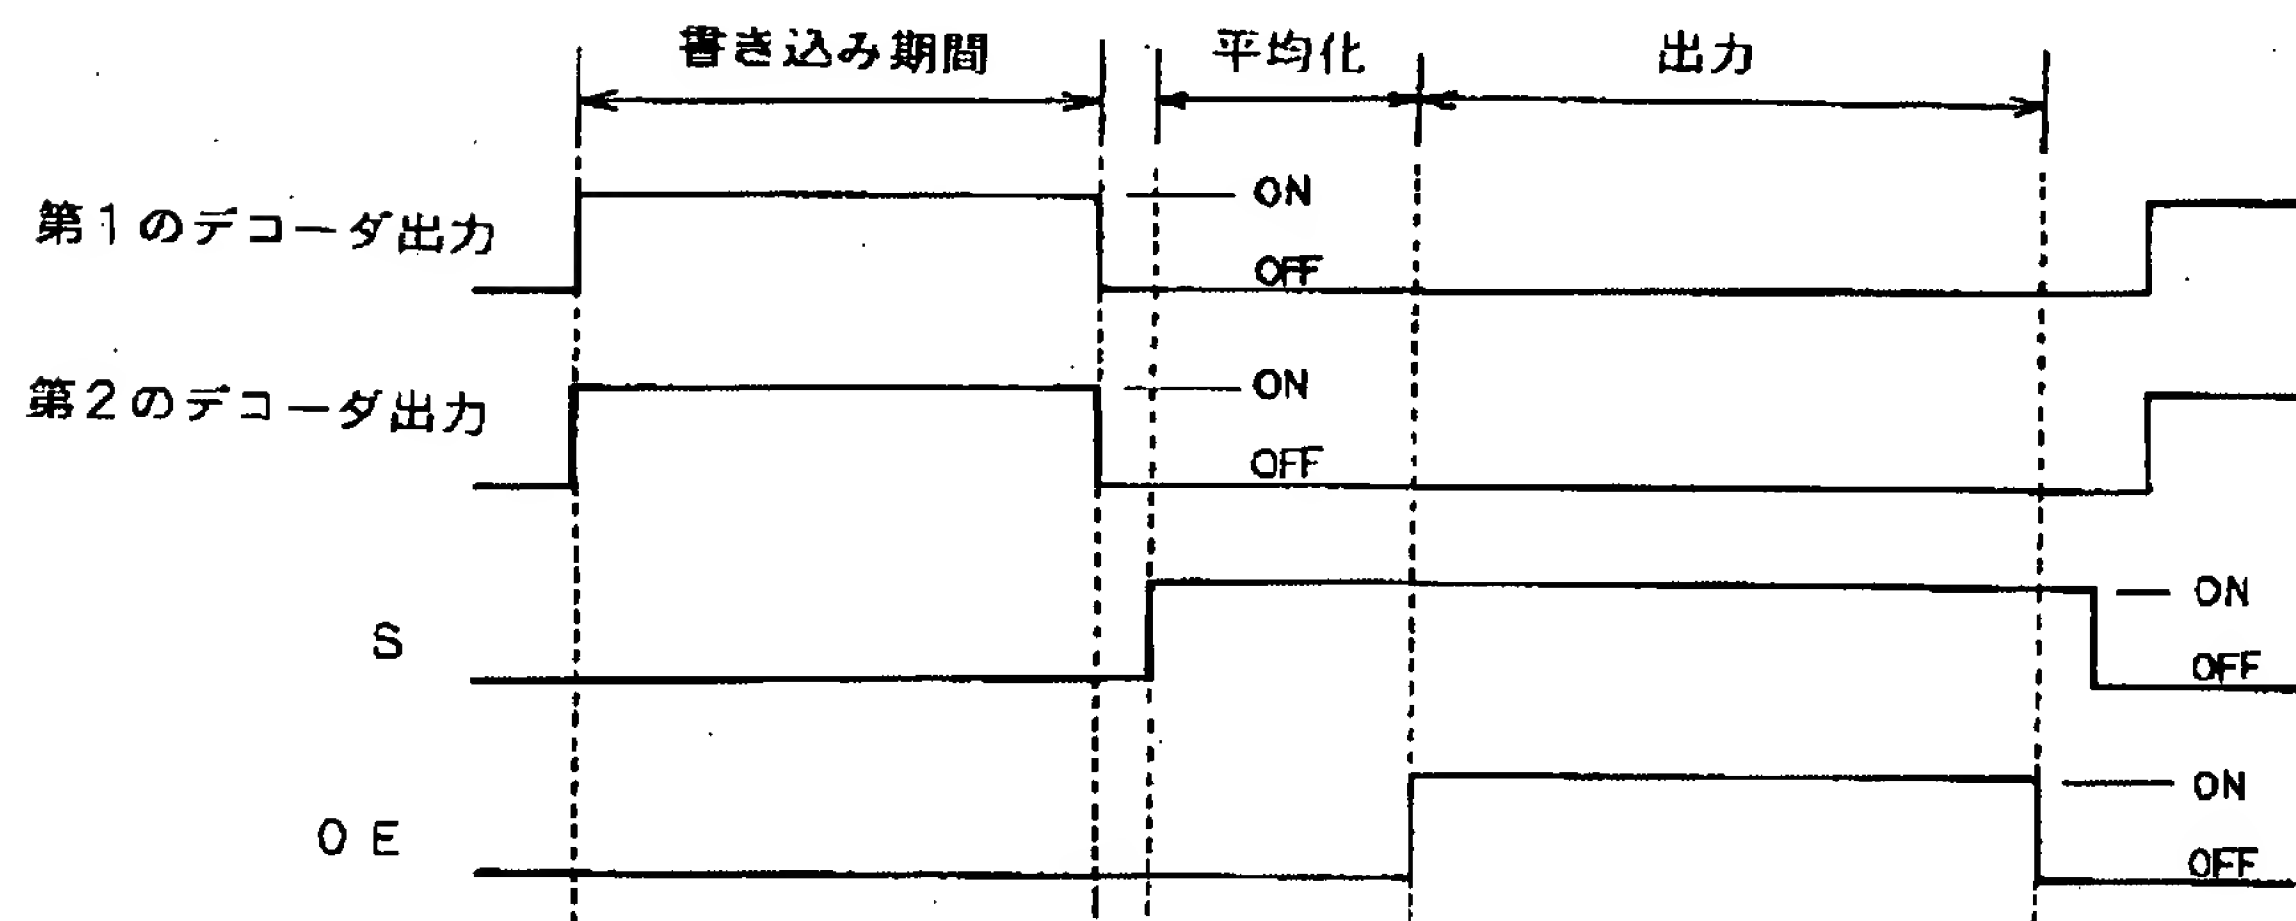 書き込み期間 平均化 出力
ON
第1のデコーダ出力
OFF
ON
第2のデコーダ出力
OFF
ON
S
OFF
ON
OE
OFF